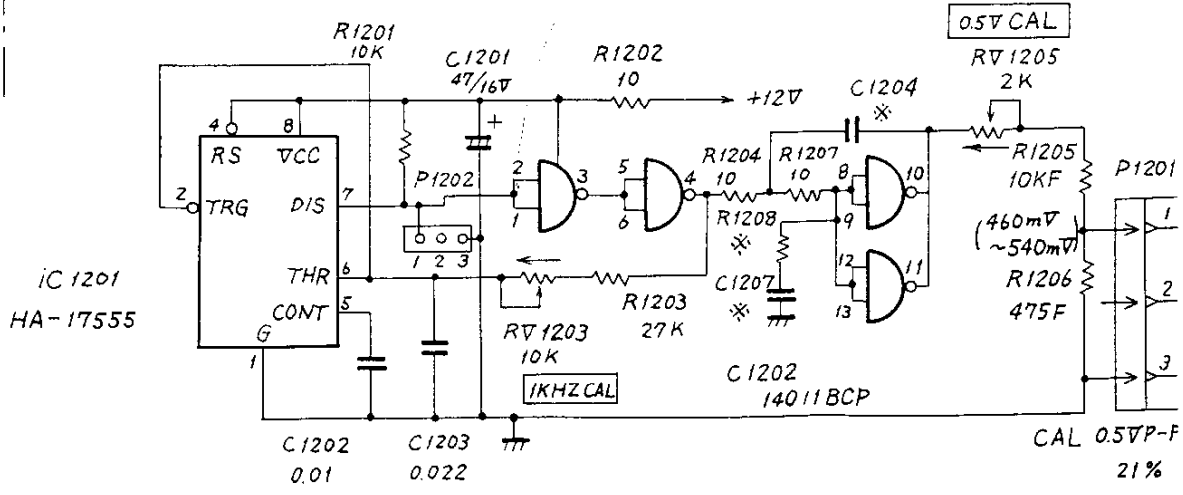 0.5V CAL
R1201
10K
C1201
47/16V
+
R1202
10
+12V
C1204
※
RV1205
2K
4
8
RS
VCC
2
TRG
DIS
7
P1202
THR
6
CONT
5
G
1
1 2 3
2
1
3
5
6
4
R1204
10
R1207
10
R1208
※
C1207
※
8
9
10
12
13
11
R1205
10KF
P1201
1
(460mV
~540mV)
R1206
475F
2
3
iC1201
HA-17555
RV1203
10K
1KHZ CAL
R1203
27K
C1202
14011BCP
C1202
0.01
C1203
0.022
CAL 0.5VP-P
21%